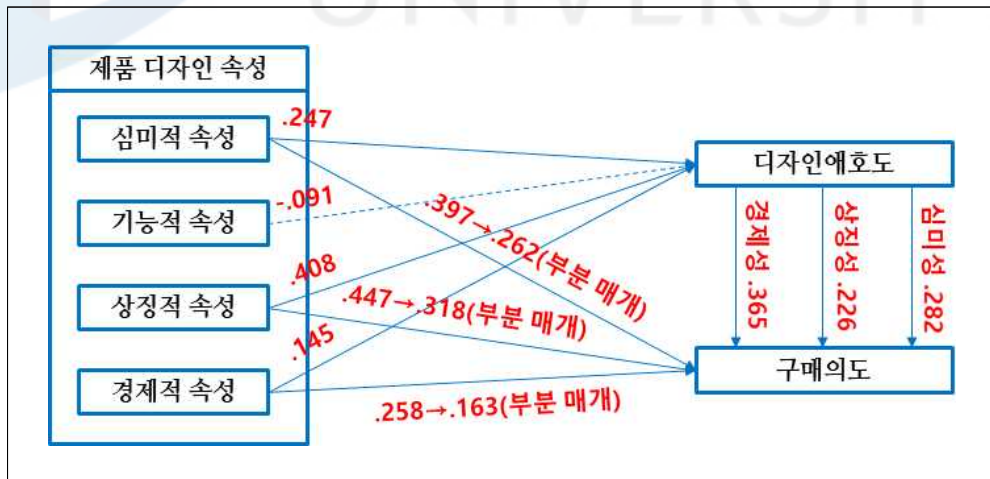 UNIVERSIT
제품 디자인 속성
심미적 속성
기능적 속성
상징적 속성
경제적 속성
.247
-.091
.408
.145
.397→.262(부분 매개)
.447→.318(부분 매개)
.258→.163(부분 매개)
디자인애호도
경제성 .365
상징성 .226
심미성 .282
구매의도